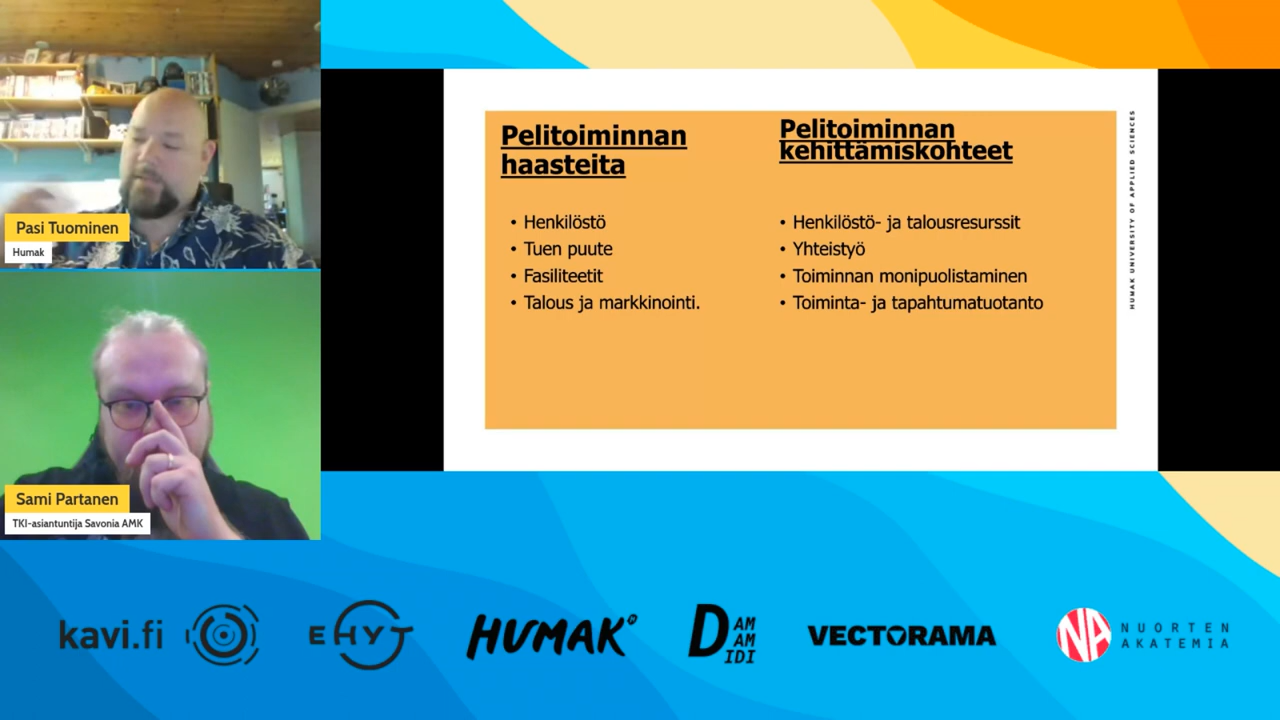 Pasi Tuominen
Humak
Sami Partanen
TKI-asiantuntija Savonia AMK
Pelitoiminnan
haasteita
• Henkilöstö
• Tuen puute
• Fasiliteetit
• Talous ja markkinointi.
Pelitoiminnan
kehittämiskohteet
• Henkilöstö- ja talousresurssit
• Yhteistyö
• Toiminnan monipuolistaminen
• Toiminta- ja tapahtumatuotanto
HUMAK UNIVERSITY OF APPLIED SCIENCES
kavi.fi
EHYT
HUMAK
DAM
AM
IDI
VECTORAMA
NA NUORTEN
AKATEMIA